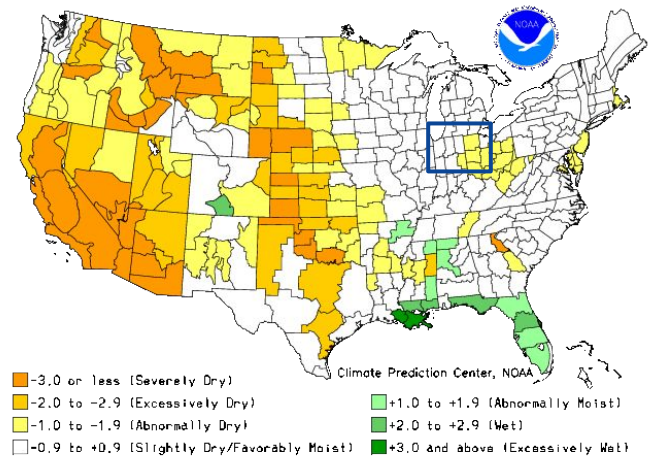 NOAA
Climate Prediction Center, NOAA
-3.0 or less (Severely Dry)
-2.0 to -2.9 (Excessively Dry)
-1.0 to -1.9 (Abnormally Dry)
-0.9 to +0.9 (Slightly Dry/Favorably Moist)
+1.0 to +1.9 (Abnormally Moist)
+2.0 to +2.9 (Wet)
+3.0 and above (Excessively Wet)